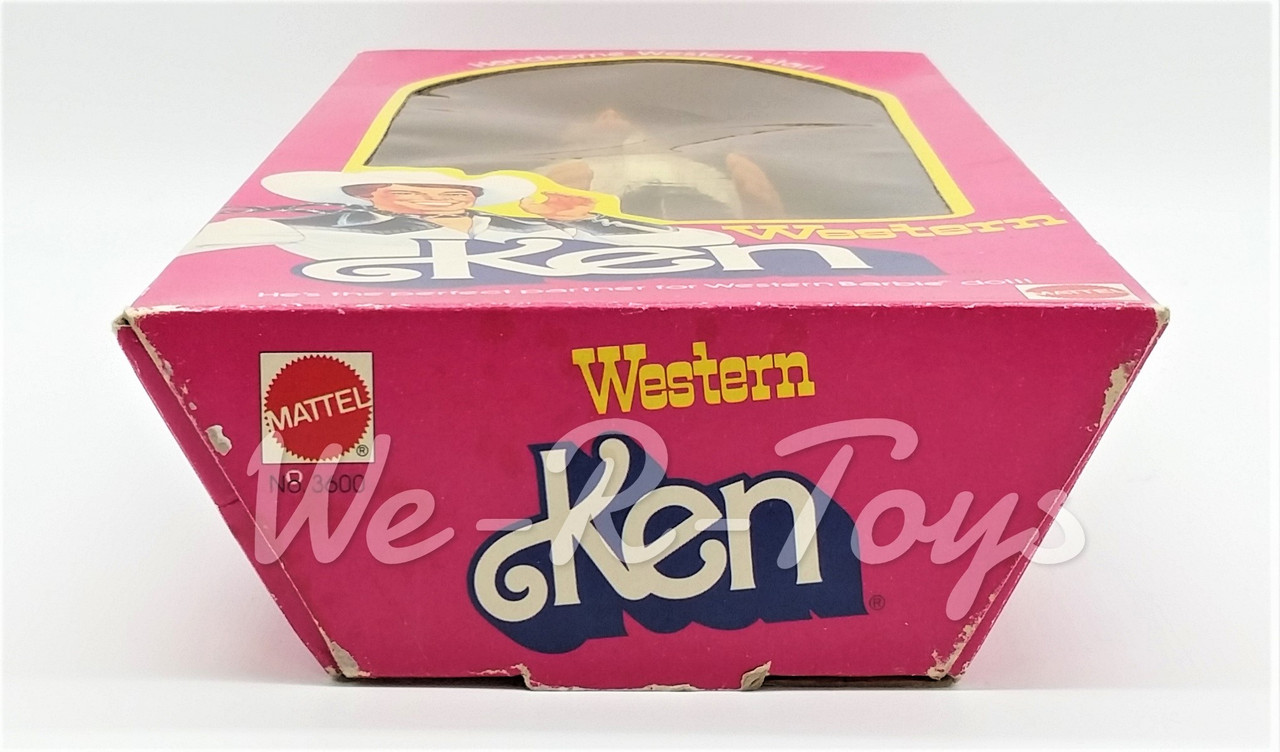 Handsome Western star!
Western
Ken
He's the perfect partner for Western Barbie® doll!
MATTEL
Western
MATTEL
®
No 3600
Ken
®
We-R-Toys